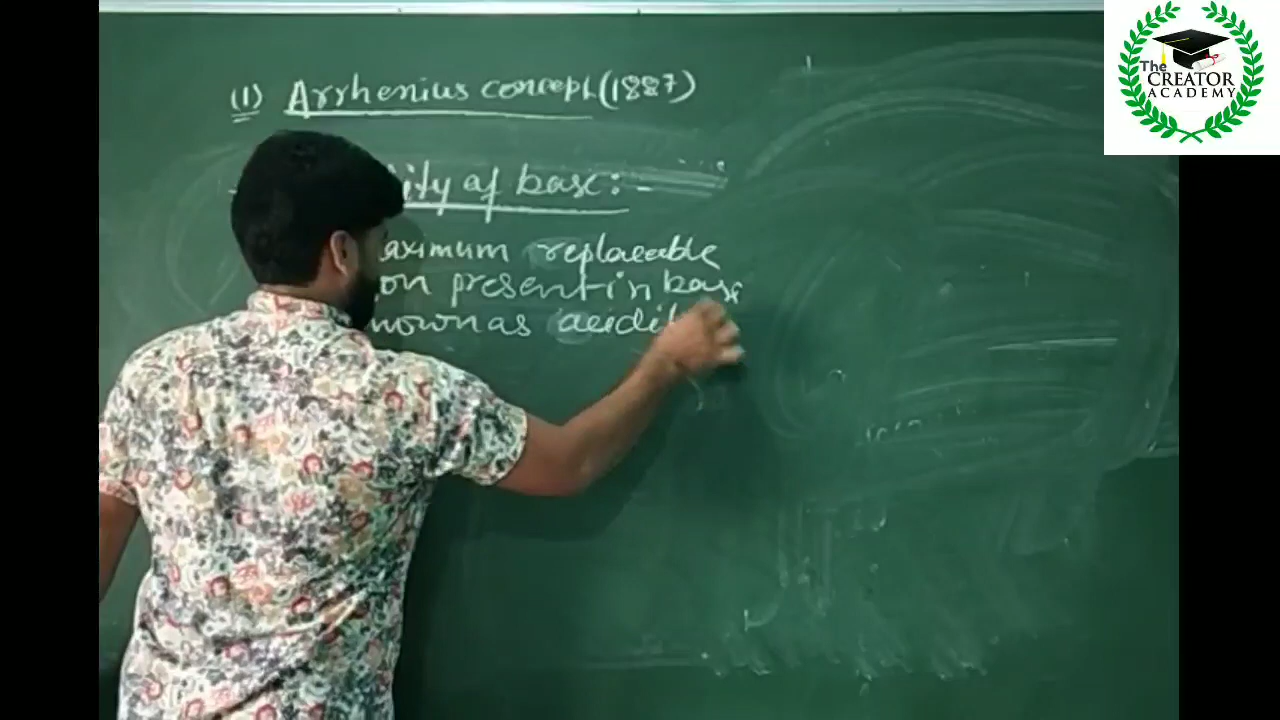 (1) Arrhenius concept (1887)
ity of base: -
aximum replaceable
on present in base
nown as acidit
The
CREATOR
ACADEMY